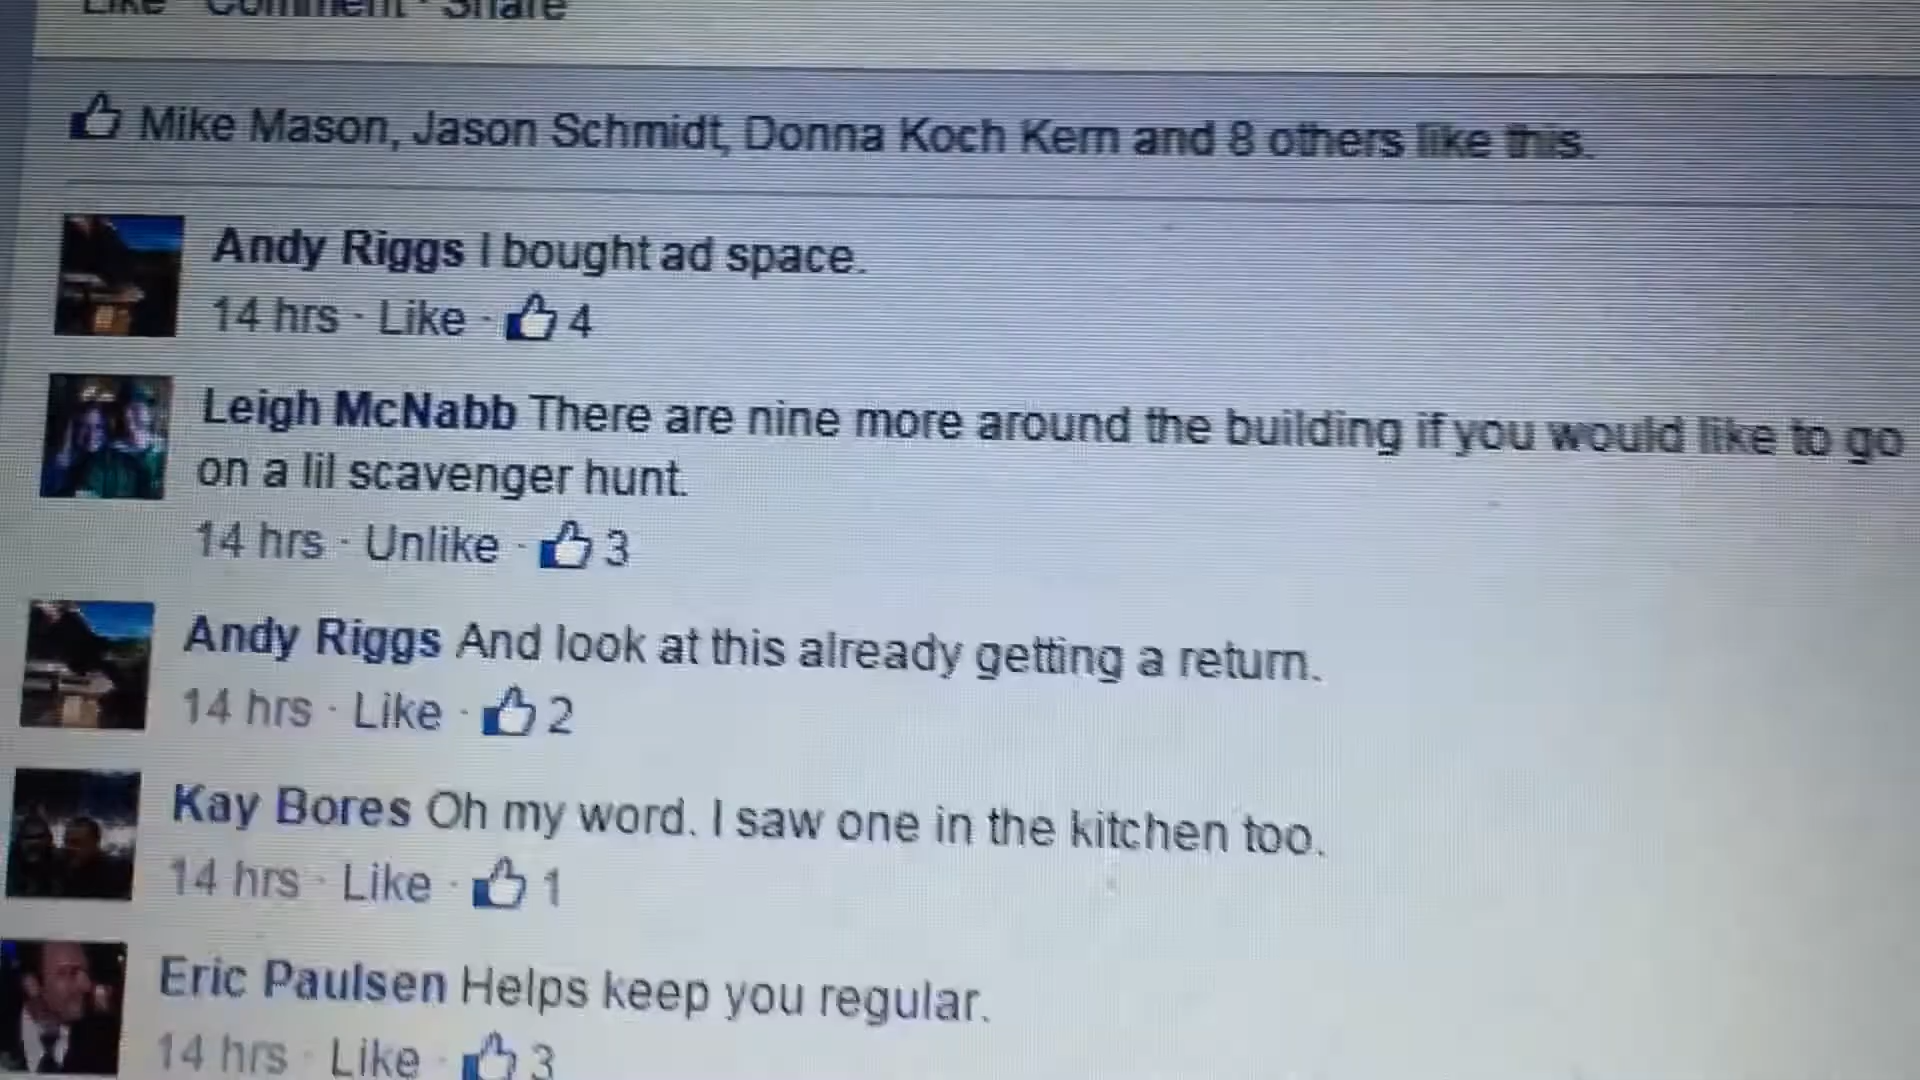 Like · Comment · Share
Mike Mason, Jason Schmidt, Donna Koch Kern and 8 others like this.
Andy Riggs I bought ad space.
14 hrs · Like · 4
Leigh McNabb There are nine more around the building if you would like to go
on a lil scavenger hunt.
14 hrs · Unlike · 3
Andy Riggs And look at this already getting a return.
14 hrs · Like · 2
Kay Bores Oh my word. I saw one in the kitchen too.
14 hrs · Like · 1
Eric Paulsen Helps keep you regular.
14 hrs · Like · 3